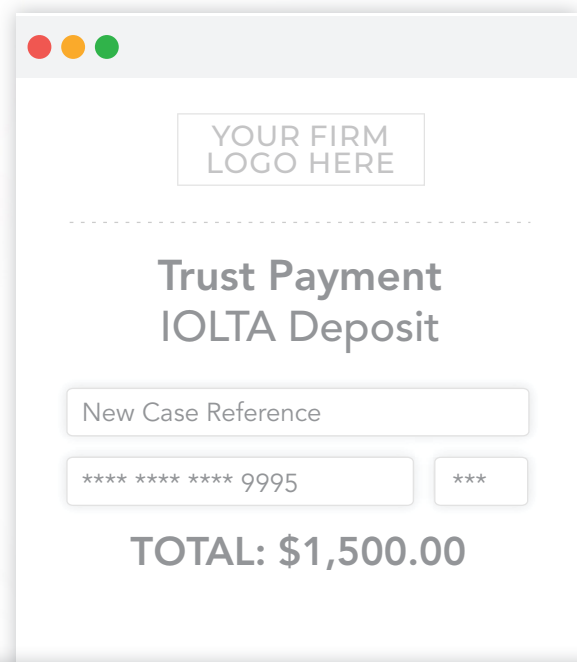 YOUR FIRM
LOGO HERE
Trust Payment
IOLTA Deposit
New Case Reference
**** **** **** 9995 ***
TOTAL: $1,500.00